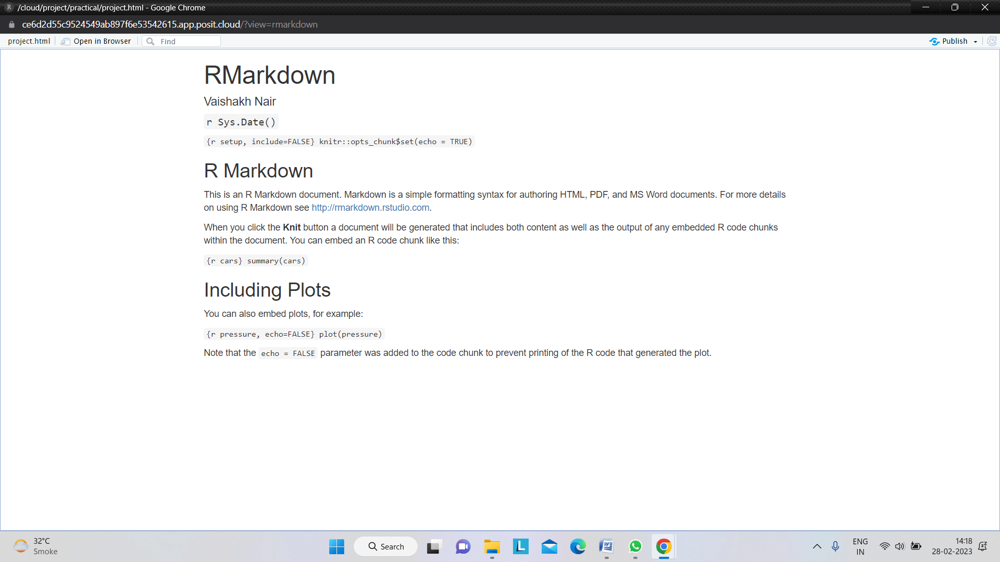 /cloud/project/practical/project.html - Google Chrome
ce6d2d55c9524549ab897f6e53542615.app.posit.cloud/?view=rmarkdown
project.html Open in Browser Find Publish
RMarkdown
Vaishakh Nair
r Sys.Date()
{r setup, include=FALSE} knitr::opts_chunk$set(echo = TRUE)
R Markdown
This is an R Markdown document. Markdown is a simple formatting syntax for authoring HTML, PDF, and MS Word documents. For more details
on using R Markdown see http://rmarkdown.rstudio.com.
When you click the Knit button a document will be generated that includes both content as well as the output of any embedded R code chunks
within the document. You can embed an R code chunk like this:
{r cars} summary(cars)
Including Plots
You can also embed plots, for example:
{r pressure, echo=FALSE} plot(pressure)
Note that the echo = FALSE parameter was added to the code chunk to prevent printing of the R code that generated the plot.
32°C
Smoke
Search
ENG
IN
14:18
28-02-2023